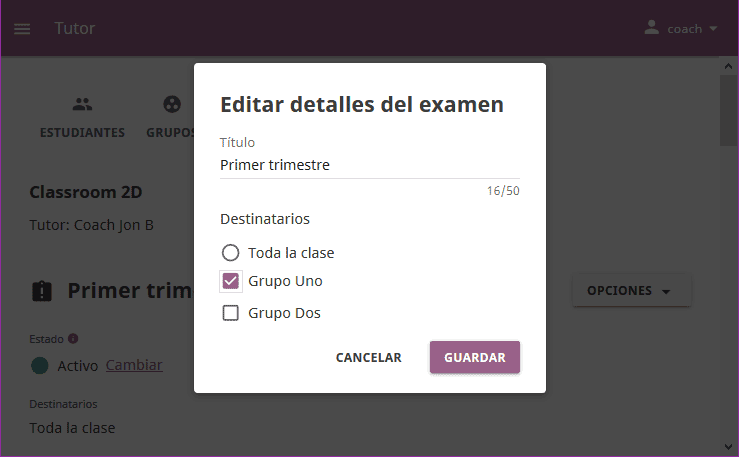 Tutor
coach
ESTUDIANTES
GRUPOS
Classroom 2D
Tutor: Coach Jon B
Primer trim
OPCIONES
Estado
Activo Cambiar
Destinatarios
Toda la clase
Editar detalles del examen
Título
Primer trimestre
16/50
Destinatarios
Toda la clase
Grupo Uno
Grupo Dos
CANCELAR
GUARDAR